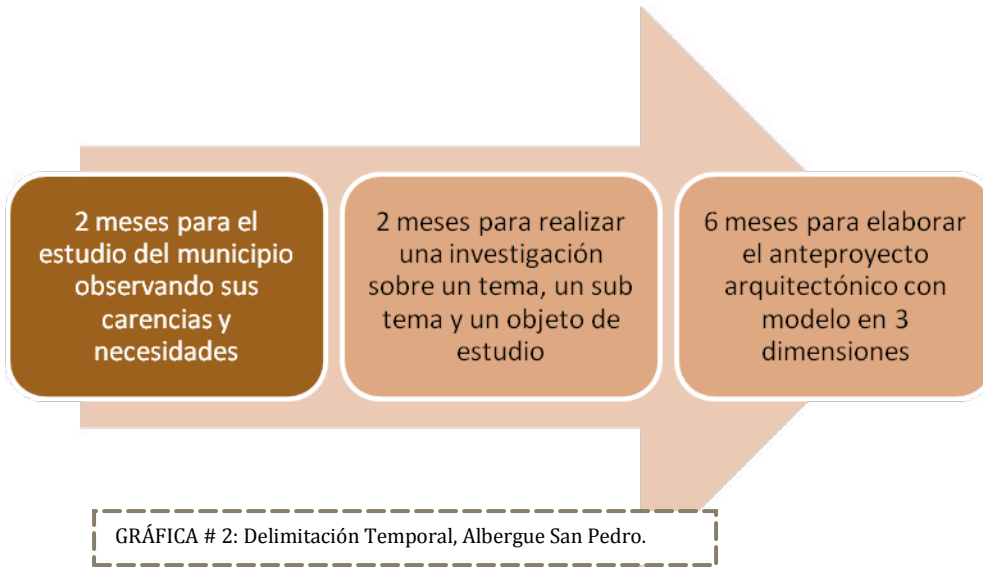 2 meses para el
estudio del municipio
observando sus
carencias y
necesidades
2 meses para realizar
una investigación
sobre un tema, un sub
tema y un objeto de
estudio
6 meses para elaborar
el anteproyecto
arquitectónico con
modelo en 3
dimensiones
GRÁFICA # 2: Delimitación Temporal, Albergue San Pedro.